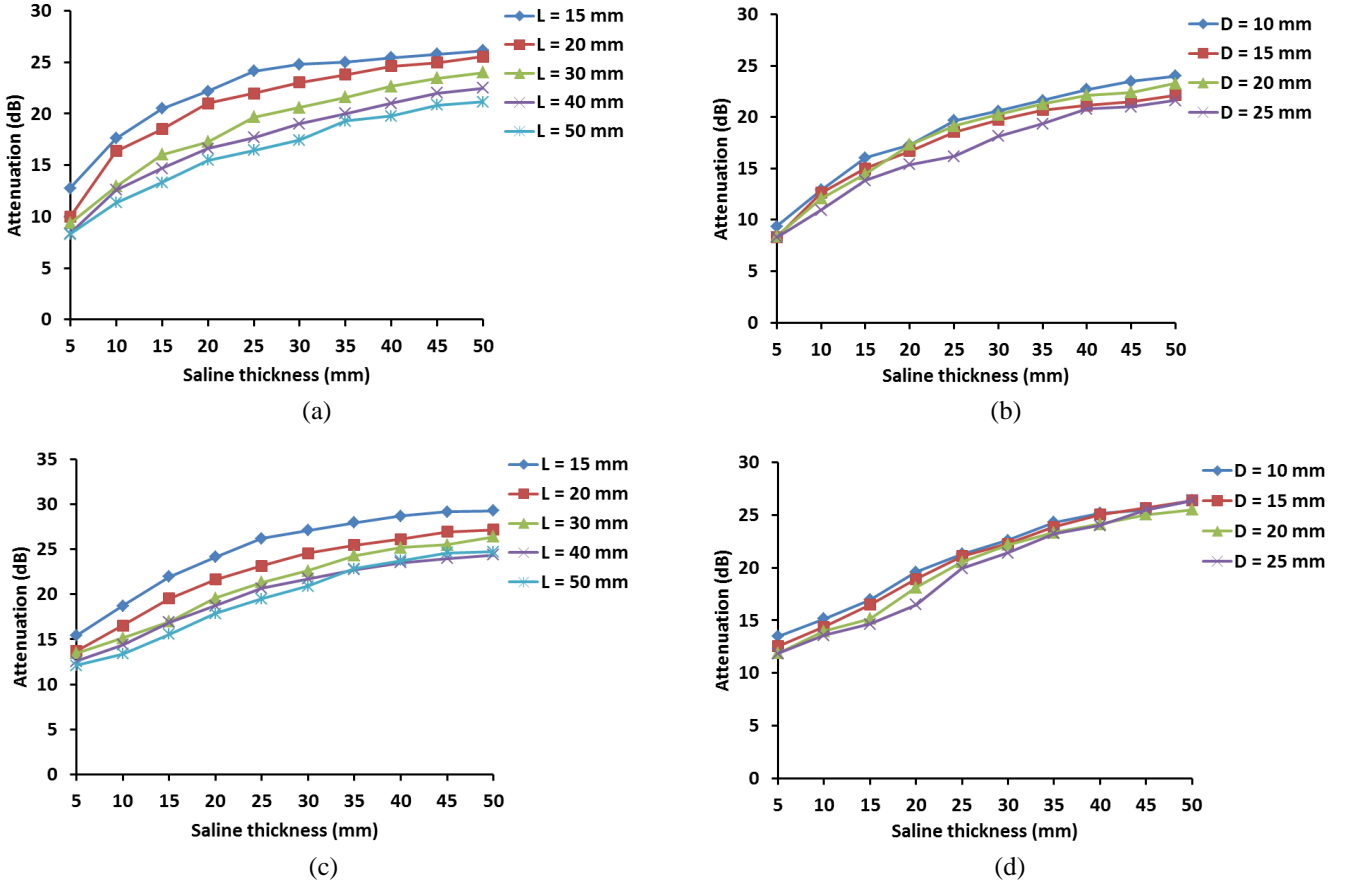 30
25
20
15
10
5
0
Attenuation (dB)
5 10 15 20 25 30 35 40 45 50
Saline thickness (mm)
L = 15 mm
L = 20 mm
L = 30 mm
L = 40 mm
L = 50 mm
(a)
30
25
20
15
10
5
0
Attenuation (dB)
5 10 15 20 25 30 35 40 45 50
Saline thickness (mm)
D = 10 mm
D = 15 mm
D = 20 mm
D = 25 mm
(b)
35
30
25
20
15
10
5
0
Attenuation (dB)
5 10 15 20 25 30 35 40 45 50
Saline thickness (mm)
L = 15 mm
L = 20 mm
L = 30 mm
L = 40 mm
L = 50 mm
(c)
30
25
20
15
10
5
0
Attenuation (dB)
5 10 15 20 25 30 35 40 45 50
Saline thickness (mm)
D = 10 mm
D = 15 mm
D = 20 mm
D = 25 mm
(d)